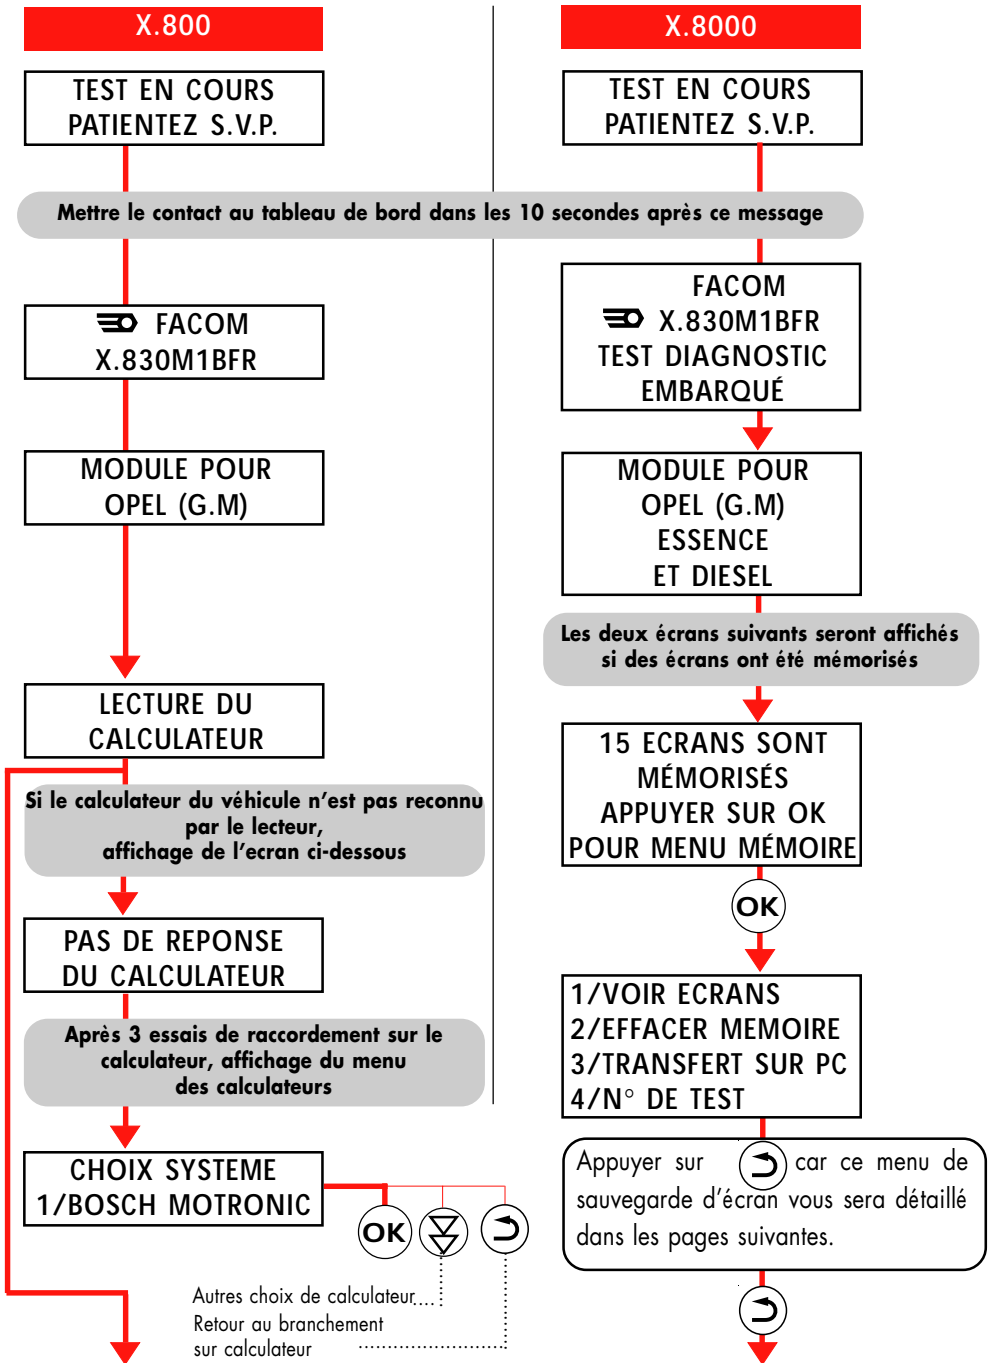 X.800
TEST EN COURS
PATIENTEZ S.V.P.
X.8000
TEST EN COURS
PATIENTEZ S.V.P.
Mettre le contact au tableau de bord dans les 10 secondes après ce message
FACOM
X.830M1BFR
MODULE POUR
OPEL (G.M)
LECTURE DU
CALCULATEUR
Si le calculateur du véhicule n'est pas reconnu
par le lecteur,
affichage de l'ecran ci-dessous
PAS DE REPONSE
DU CALCULATEUR
Après 3 essais de raccordement sur le
calculateur, affichage du menu
des calculateurs
CHOIX SYSTEME
1/BOSCH MOTRONIC
OK
Autres choix de calculateur
Retour au branchement
sur calculateur
FACOM
X.830M1BFR
TEST DIAGNOSTIC
EMBARQUÉ
MODULE POUR
OPEL (G.M)
ESSENCE
ET DIESEL
Les deux écrans suivants seront affichés
si des écrans ont été mémorisés
15 ECRANS SONT
MÉMORISÉS
APPUYER SUR OK
POUR MENU MÉMOIRE
OK
1/VOIR ECRANS
2/EFFACER MEMOIRE
3/TRANSFERT SUR PC
4/N° DE TEST
Appuyer sur car ce menu de
sauvegarde d'écran vous sera détaillé
dans les pages suivantes.